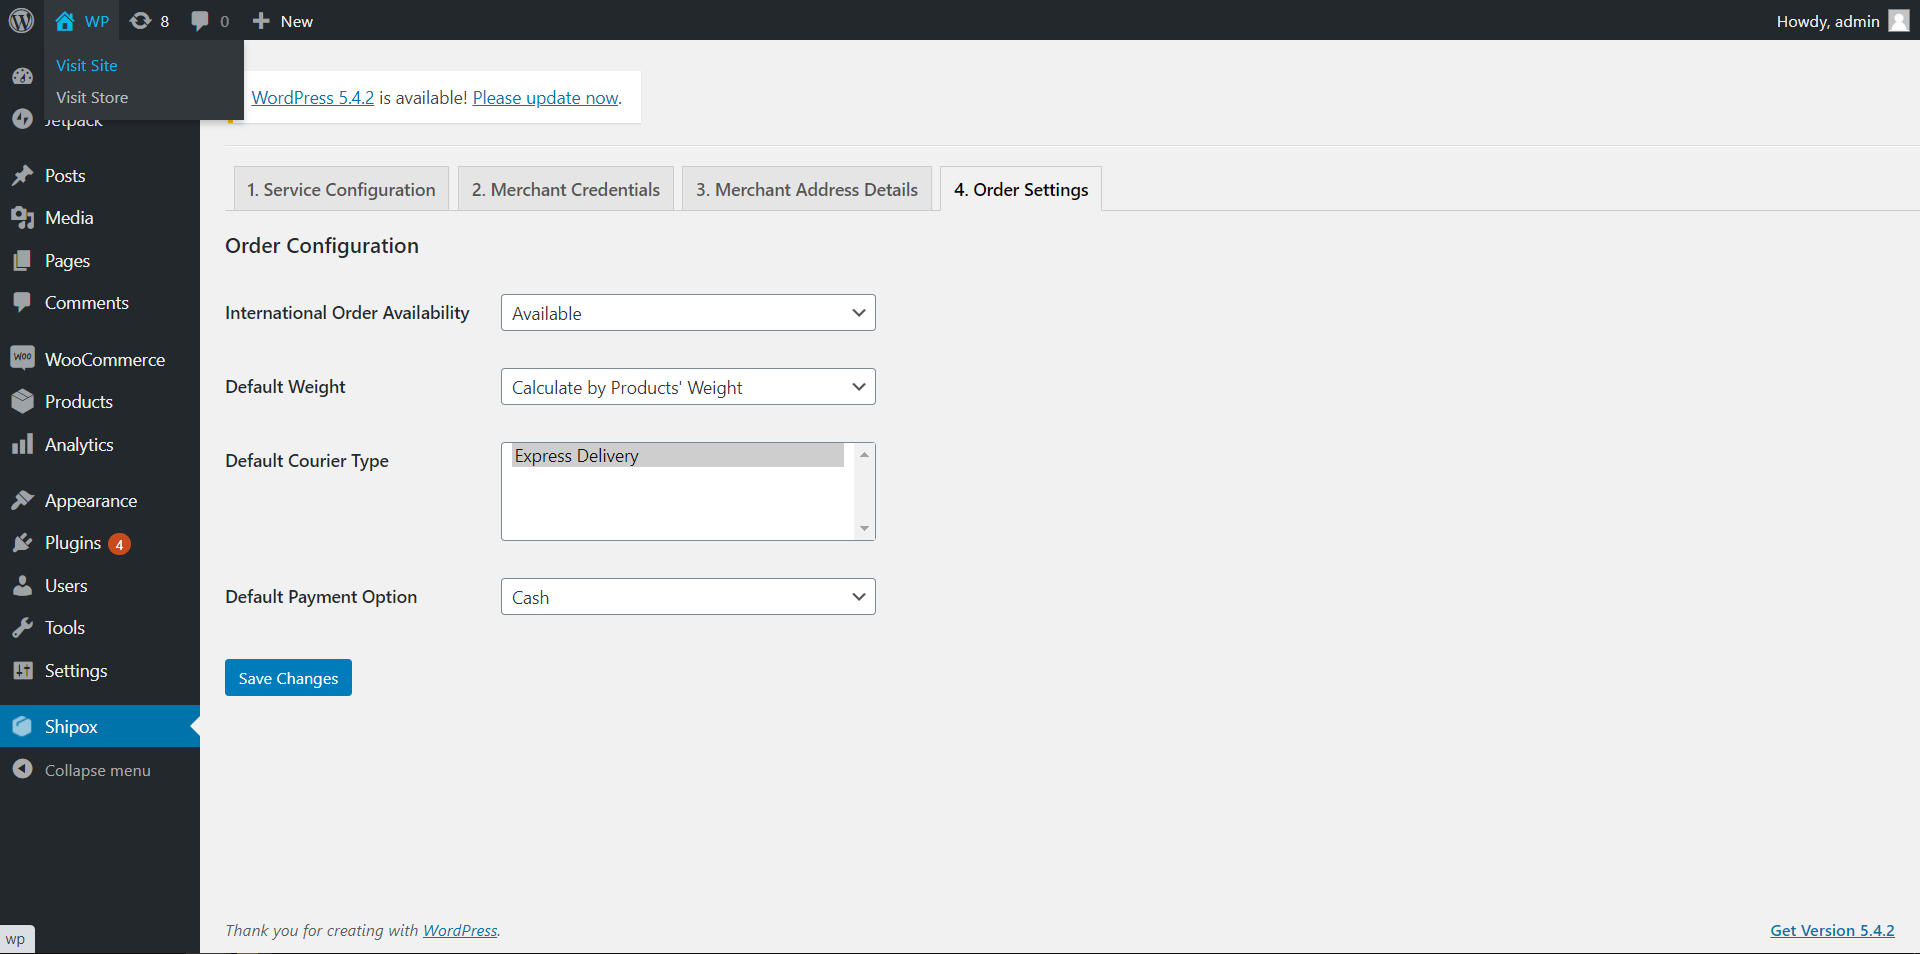 WP 8 0 New Howdy, admin
Visit Site
Visit Store
Jetpack
Posts
Media
Pages
Comments
WOO WooCommerce
Products
Analytics
Appearance
Plugins 4
Users
Tools
Settings
Shipox
Collapse menu
WordPress 5.4.2 is available! Please update now.
1. Service Configuration 2. Merchant Credentials 3. Merchant Address Details 4. Order Settings
Order Configuration
International Order Availability Available
Default Weight Calculate by Products' Weight
Default Courier Type Express Delivery
Default Payment Option Cash
Save Changes
Thank you for creating with WordPress. Get Version 5.4.2
wp